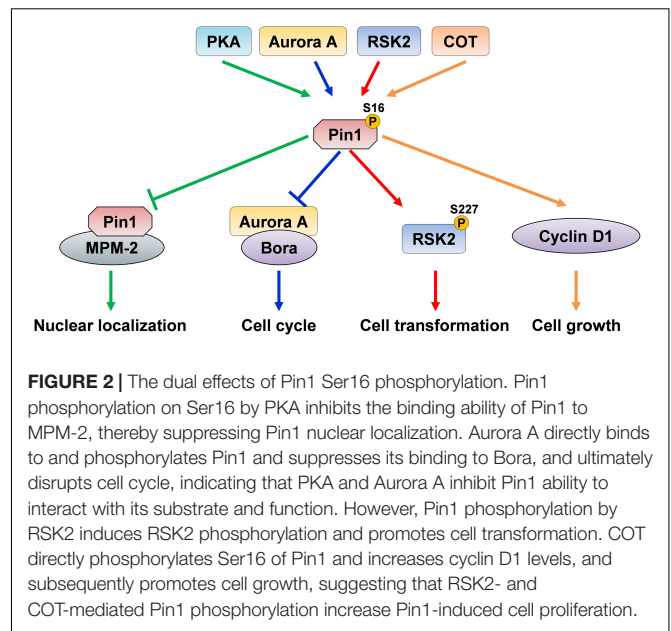 PKA Aurora A RSK2 COT
S16
P
Pin1
Pin1
MPM-2
Aurora A
Bora
S227
P
RSK2
Cyclin D1
Nuclear localization Cell cycle Cell transformation Cell growth
FIGURE 2 | The dual effects of Pin1 Ser16 phosphorylation. Pin1
phosphorylation on Ser16 by PKA inhibits the binding ability of Pin1 to
MPM-2, thereby suppressing Pin1 nuclear localization. Aurora A directly binds
to and phosphorylates Pin1 and suppresses its binding to Bora, and ultimately
disrupts cell cycle, indicating that PKA and Aurora A inhibit Pin1 ability to
interact with its substrate and function. However, Pin1 phosphorylation by
RSK2 induces RSK2 phosphorylation and promotes cell transformation. COT
directly phosphorylates Ser16 of Pin1 and increases cyclin D1 levels, and
subsequently promotes cell growth, suggesting that RSK2- and
COT-mediated Pin1 phosphorylation increase Pin1-induced cell proliferation.